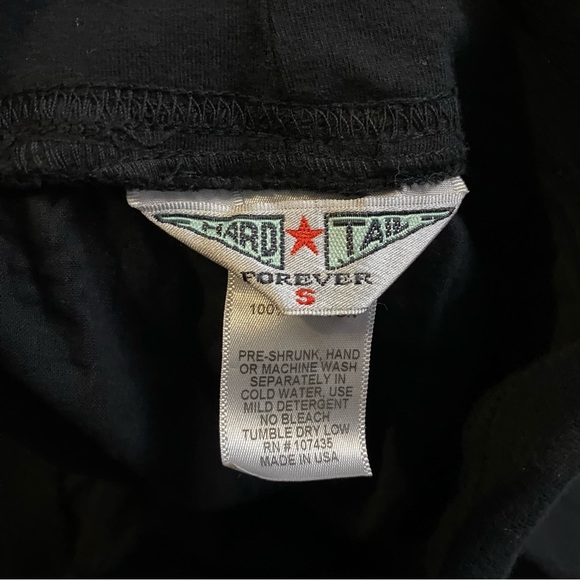 HARD TAIL
FOREVER
S
100%
PRE-SHRUNK, HAND
OR MACHINE WASH
SEPARATELY IN
COLD WATER, USE
MILD DETERGENT
NO BLEACH
TUMBLE DRY LOW
RN # 107435
MADE IN USA